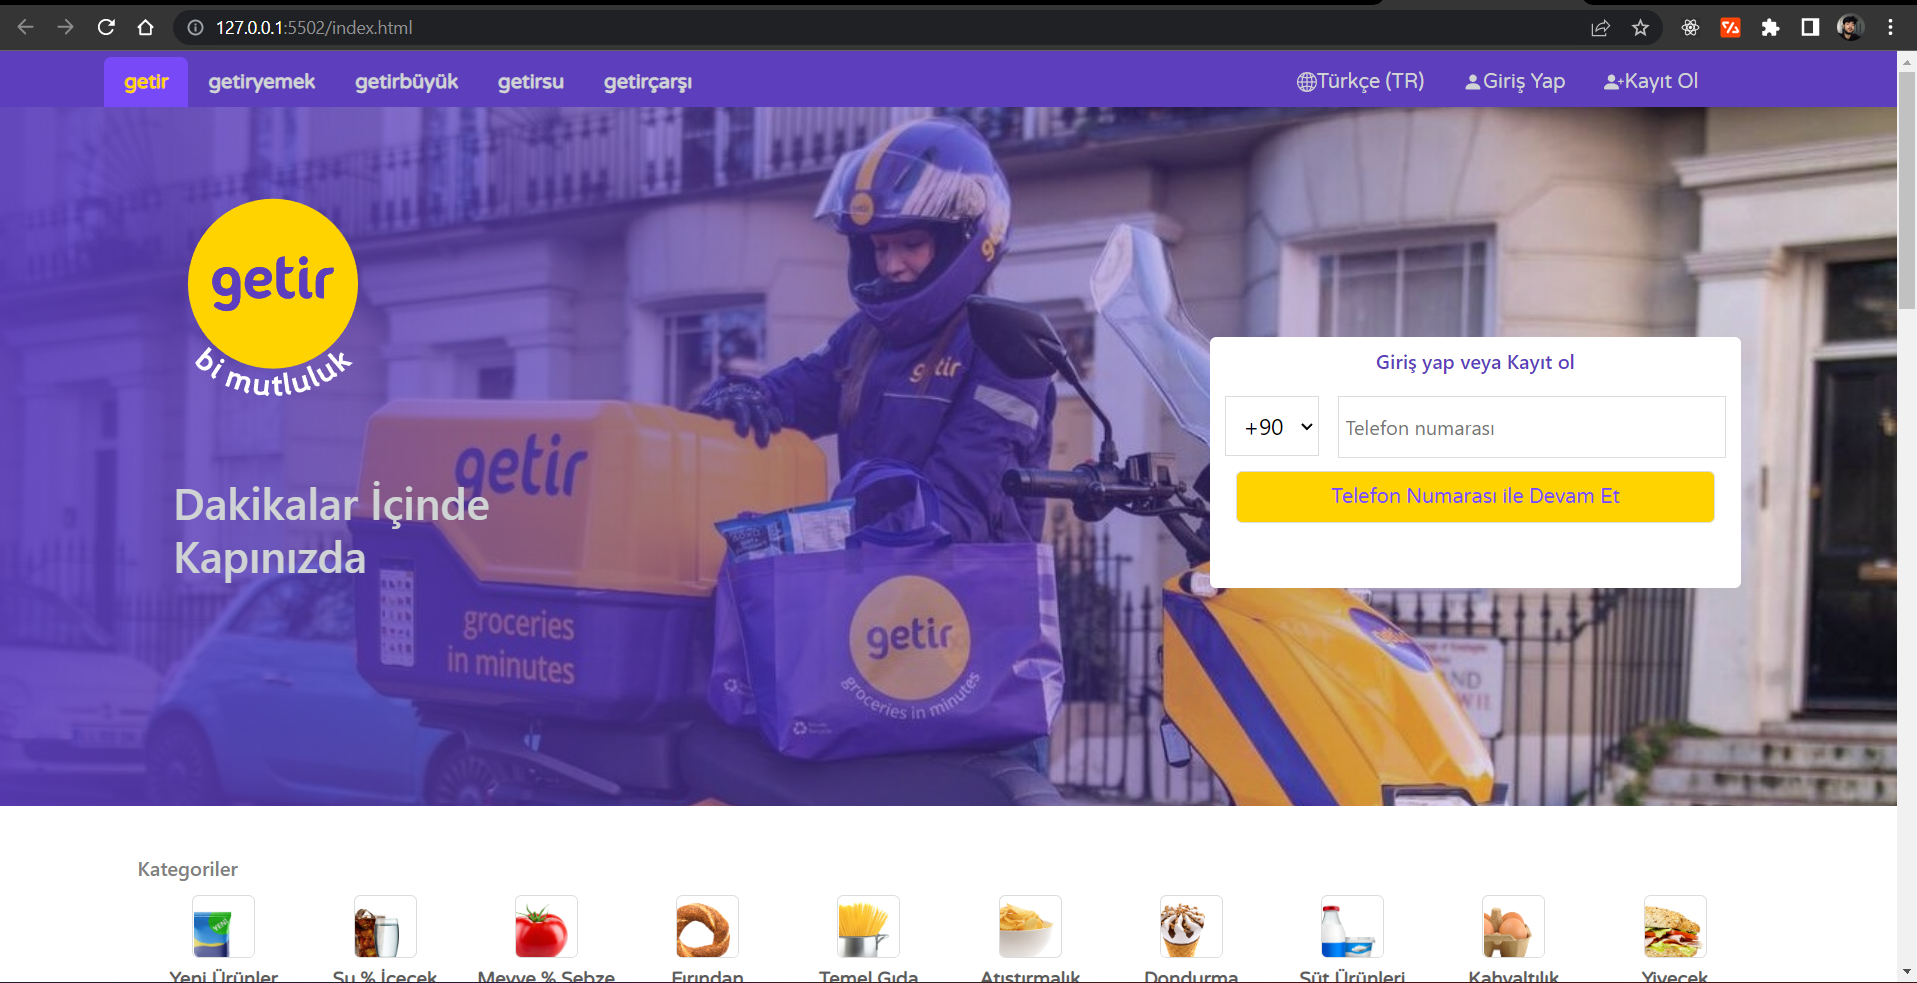 127.0.0.1:5502/index.html
getir getiryemek getirbüyük getirsu getirçarşı Türkçe (TR) Giriş Yap Kayıt Ol
getir
bi mutluluk
getir
getir
groceries
in minutes
getir
groceries in minutes
Dakikalar İçinde
Kapınızda
Giriş yap veya Kayıt ol
+90 Telefon numarası
Telefon Numarası ile Devam Et
Kategoriler
YENİ
Yeni Ürünler Su % İçecek Meyve % Sebze Fırından Temel Gıda Atıştırmalık Dondurma Süt Ürünleri Kahvaltılık Yiyecek